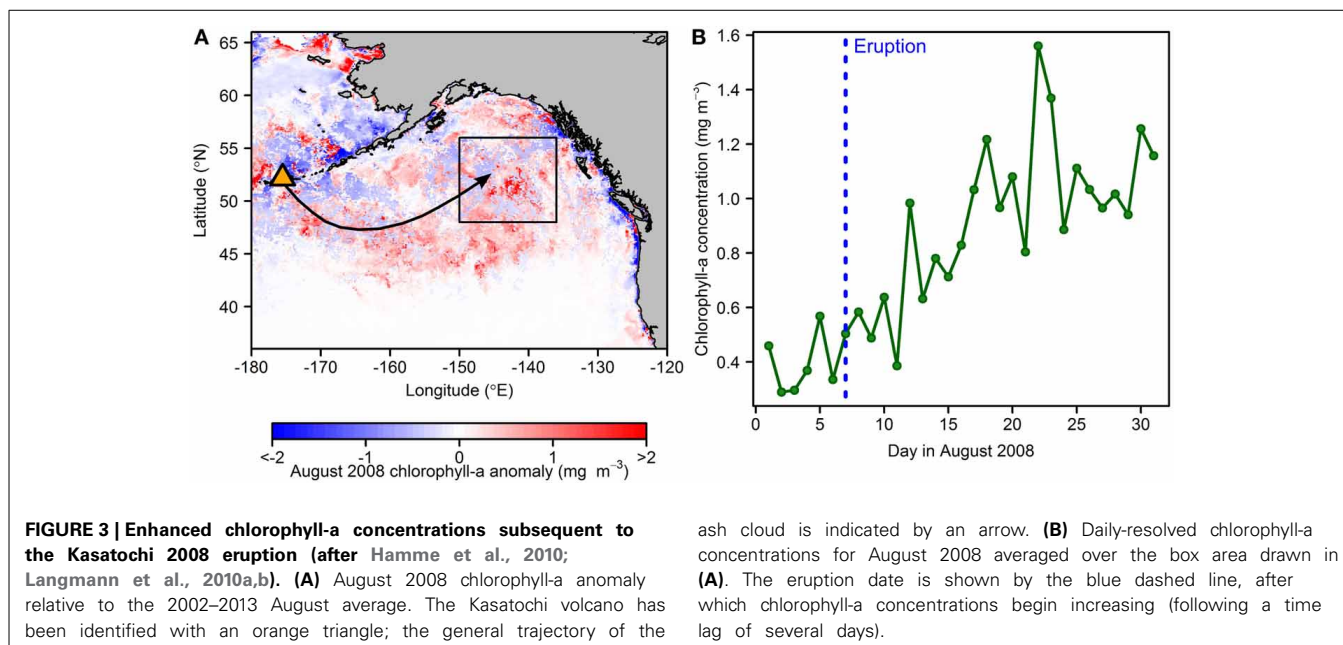 A
65
60
55
50
45
40
Latitude (°N)
-180 -170 -160 -150 -140 -130 -120
Longitude (°E)
<-2 -1 0 1 >2
August 2008 chlorophyll-a anomaly (mg m⁻³)
B
Eruption
1.6
1.4
1.2
1.0
0.8
0.6
0.4
Chlorophyll-a concentration (mg m⁻³)
0 5 10 15 20 25 30
Day in August 2008
FIGURE 3 | Enhanced chlorophyll-a concentrations subsequent to
the Kasatochi 2008 eruption (after Hamme et al., 2010;
Langmann et al., 2010a,b). (A) August 2008 chlorophyll-a anomaly
relative to the 2002–2013 August average. The Kasatochi volcano has
been identified with an orange triangle; the general trajectory of the
ash cloud is indicated by an arrow. (B) Daily-resolved chlorophyll-a
concentrations for August 2008 averaged over the box area drawn in
(A). The eruption date is shown by the blue dashed line, after
which chlorophyll-a concentrations begin increasing (following a time
lag of several days).